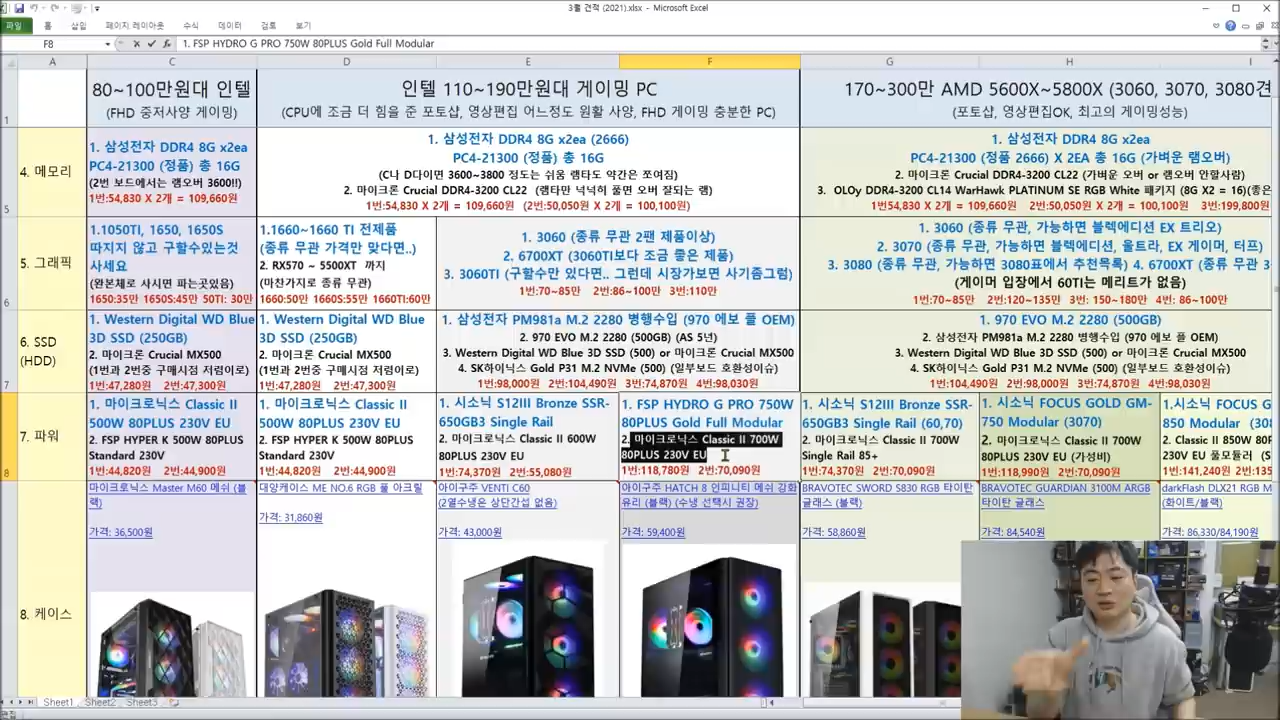 3월 견적 (2021).xlsx - Microsoft Excel
파일 홈 삽입 페이지 레이아웃 수식 데이터 검토 보기
F8 1. FSP HYDRO G PRO 750W 80PLUS Gold Full Modular
A C D E F G H I
1
80~100만원대 인텔
(FHD 중저사양 게이밍)
인텔 110~190만원대 게이밍 PC
(CPU에 조금 더 힘을 준 포토샵, 영상편집 어느정도 원활 사양, FHD 게이밍 충분한 PC)
170~300만 AMD 5600X~5800X (3060, 3070, 3080견
(포토샵, 영상편집OK, 최고의 게이밍성능)
4. 메모리
5
1. 삼성전자 DDR4 8G x2ea
PC4-21300 (정품) 총 16G
(2번 보드에서는 램오버 3600!!)
1번:54,830 X 2개 = 109,660원
1. 삼성전자 DDR4 8G x2ea (2666)
PC4-21300 (정품) 총 16G
(C나 D다이면 3600~3800 정도는 쉬움 램타도 약간은 쪼여짐)
2. 마이크론 Crucial DDR4-3200 CL22 (램타만 넉넉히 풀면 오버 잘되는 램)
1번:54,830 X 2개 = 109,660원 (2번:50,050원 X 2개 = 100,100원)
1. 삼성전자 DDR4 8G x2ea
PC4-21300 (정품 2666) X 2EA 총 16G (가벼운 램오버)
2. 마이크론 Crucial DDR4-3200 CL22 (가벼운 오버 or 램오버 안할사람)
3. OLOy DDR4-3200 CL14 WarHawk PLATINUM SE RGB White 패키지 (8G X2 = 16)(좋은
1번:54,830 X 2개 = 109,660원 2번:50,050원 X 2개 = 100,100원 3번:199,800원
5. 그래픽
6
1.1050TI, 1650, 1650S
따지지 않고 구할수있는것
사세요
(완본체로 사시면 파는곳있음)
1650:35만 1650S:45만 50TI: 30만
1.1660~1660 TI 전제품
(종류 무관 가격만 맞다면..)
2. RX570 ~ 5500XT 까지
(마찬가지로 종류 무관)
1660:50만 1660S:55만 1660TI:60만
1. 3060 (종류 무관 2팬 제품이상)
2. 6700XT (3060TI보다 조금 좋은 제품)
3. 3060TI (구할수만 있다면.. 그런데 시장가보면 사기좀그럼)
1번:70~85만 2번:86~100만 3번:110만
1. 3060 (종류 무관, 가능하면 블랙에디션 EX 트리오)
2. 3070 (종류 무관, 가능하면 블랙에디션, 울트라, EX 게이머, 터프)
3. 3080 (종류 무관, 가능하면 3080표에서 추천목록) 4. 6700XT (종류 무관 3
(게이머 입장에서 60TI는 메리트가 없음)
1번:70~85만 2번:120~135만 3번: 150~180만 4번: 86~100만
6. SSD
(HDD)
7
1. Western Digital WD Blue
3D SSD (250GB)
2. 마이크론 Crucial MX500
(1번과 2번중 구매시점 저렴이로)
1번:47,280원 2번:47,300원
1. Western Digital WD Blue
3D SSD (250GB)
2. 마이크론 Crucial MX500
(1번과 2번중 구매시점 저렴이로)
1번:47,280원 2번:47,300원
1. 삼성전자 PM981a M.2 2280 병행수입 (970 에보 플 OEM)
2. 970 EVO M.2 2280 (500GB) (AS 5년)
3. Western Digital WD Blue 3D SSD (500) or 마이크론 Crucial MX500
4. SK하이닉스 Gold P31 M.2 NVMe (500) (일부보드 호환성이슈)
1번:98,000원 2번:104,490원 3번:74,870원 4번:98,030원
1. 970 EVO M.2 2280 (500GB)
2. 삼성전자 PM981a M.2 2280 병행수입 (970 에보 플 OEM)
3. Western Digital WD Blue 3D SSD (500) or 마이크론 Crucial MX500
4. SK하이닉스 Gold P31 M.2 NVMe (500) (일부보드 호환성이슈)
1번:104,490원 2번:98,000원 3번:74,870원 4번:98,030원
7. 파워
8
1. 마이크로닉스 Classic II
500W 80PLUS 230V EU
2. FSP HYPER K 500W 80PLUS
Standard 230V
1번:44,820원 2번:44,900원
1. 마이크로닉스 Classic II
500W 80PLUS 230V EU
2. FSP HYPER K 500W 80PLUS
Standard 230V
1번:44,820원 2번:44,900원
1. 시소닉 S12III Bronze SSR-
650GB3 Single Rail
2. 마이크로닉스 Classic II 600W
80PLUS 230V EU
1번:74,370원 2번:55,080원
1. FSP HYDRO G PRO 750W
80PLUS Gold Full Modular
2. 마이크로닉스 Classic II 700W
80PLUS 230V EU
1번:118,780원 2번:70,090원
1. 시소닉 S12III Bronze SSR-
650GB3 Single Rail (60,70)
2. 마이크로닉스 Classic II 700W
Single Rail 85+
1번:74,370원 2번:70,090원
1. 시소닉 FOCUS GOLD GM-
750 Modular (3070)
2. 마이크로닉스 Classic II 700W
80PLUS 230V EU (가성비)
1번:118,990원 2번:70,090원
1.시소닉 FOCUS G
850 Modular (308
2. Classic II 850W 80P
230V EU 풀모듈러 (S
1번:141,240원 2번:135
8. 케이스
마이크로닉스 Master M60 메쉬 (블
랙)
가격: 36,500원
대양케이스 ME NO.6 RGB 풀 아크릴
가격: 31,860원
아이구주 VENTI C60
(2열수냉은 상단간섭 없음)
가격: 43,000원
아이구주 HATCH 8 인피니티 메쉬 강화
유리 (블랙) (수냉 선택시 권장)
가격: 59,400원
BRAVOTEC SWORD S830 RGB 타이탄
글래스 (블랙)
가격: 58,860원
BRAVOTEC GUARDIAN 3100M ARGB
타이탄 글래스
가격: 84,540원
darkFlash DLX21 RGB M
(화이트/블랙)
가격: 86,330/84,190원
Sheet1 Sheet2 Sheet3